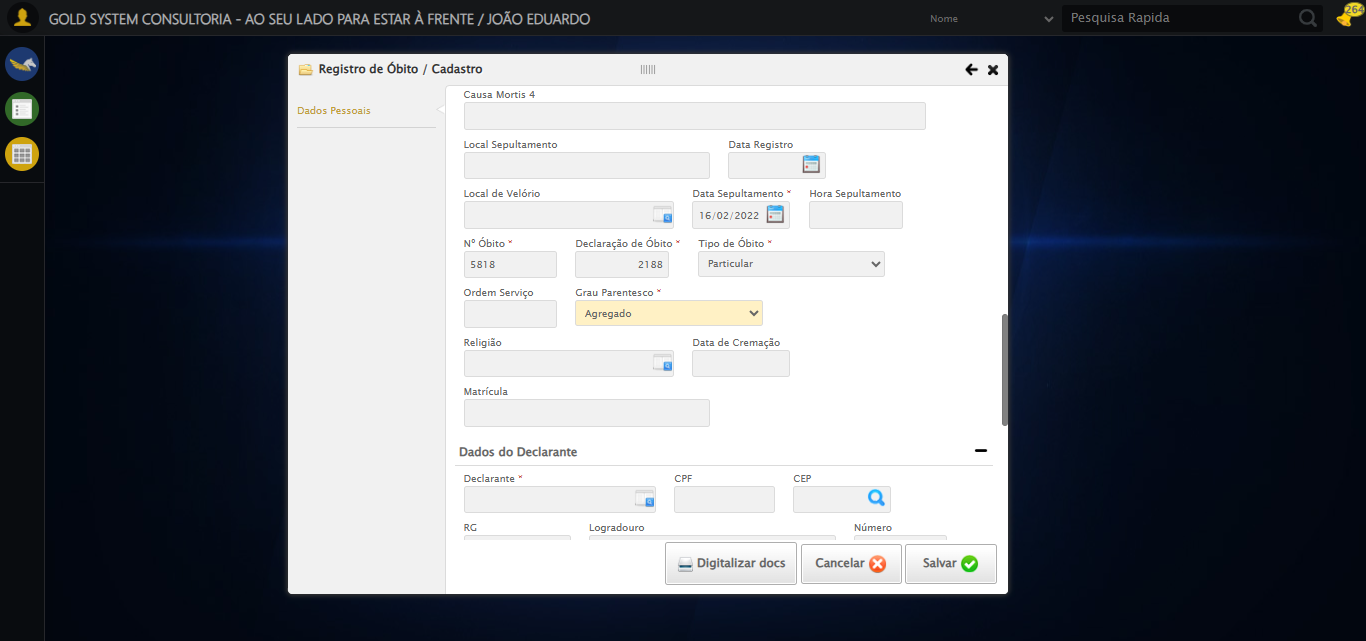 GOLD SYSTEM CONSULTORIA - AO SEU LADO PARA ESTAR À FRENTE / JOÃO EDUARDO
Nome
Pesquisa Rapida
264
Registro de Óbito / Cadastro
Dados Pessoais
Causa Mortis 4
Local Sepultamento
Data Registro
Local de Velório
Data Sepultamento *
Hora Sepultamento
16/02/2022
Nº Óbito *
Declaração de Óbito *
Tipo de Óbito *
5818
2188
Particular
Ordem Serviço
Grau Parentesco *
Agregado
Religião
Data de Cremação
Matrícula
Dados do Declarante
Declarante *
CPF
CEP
RG
Logradouro
Número
Digitalizar docs
Cancelar
Salvar